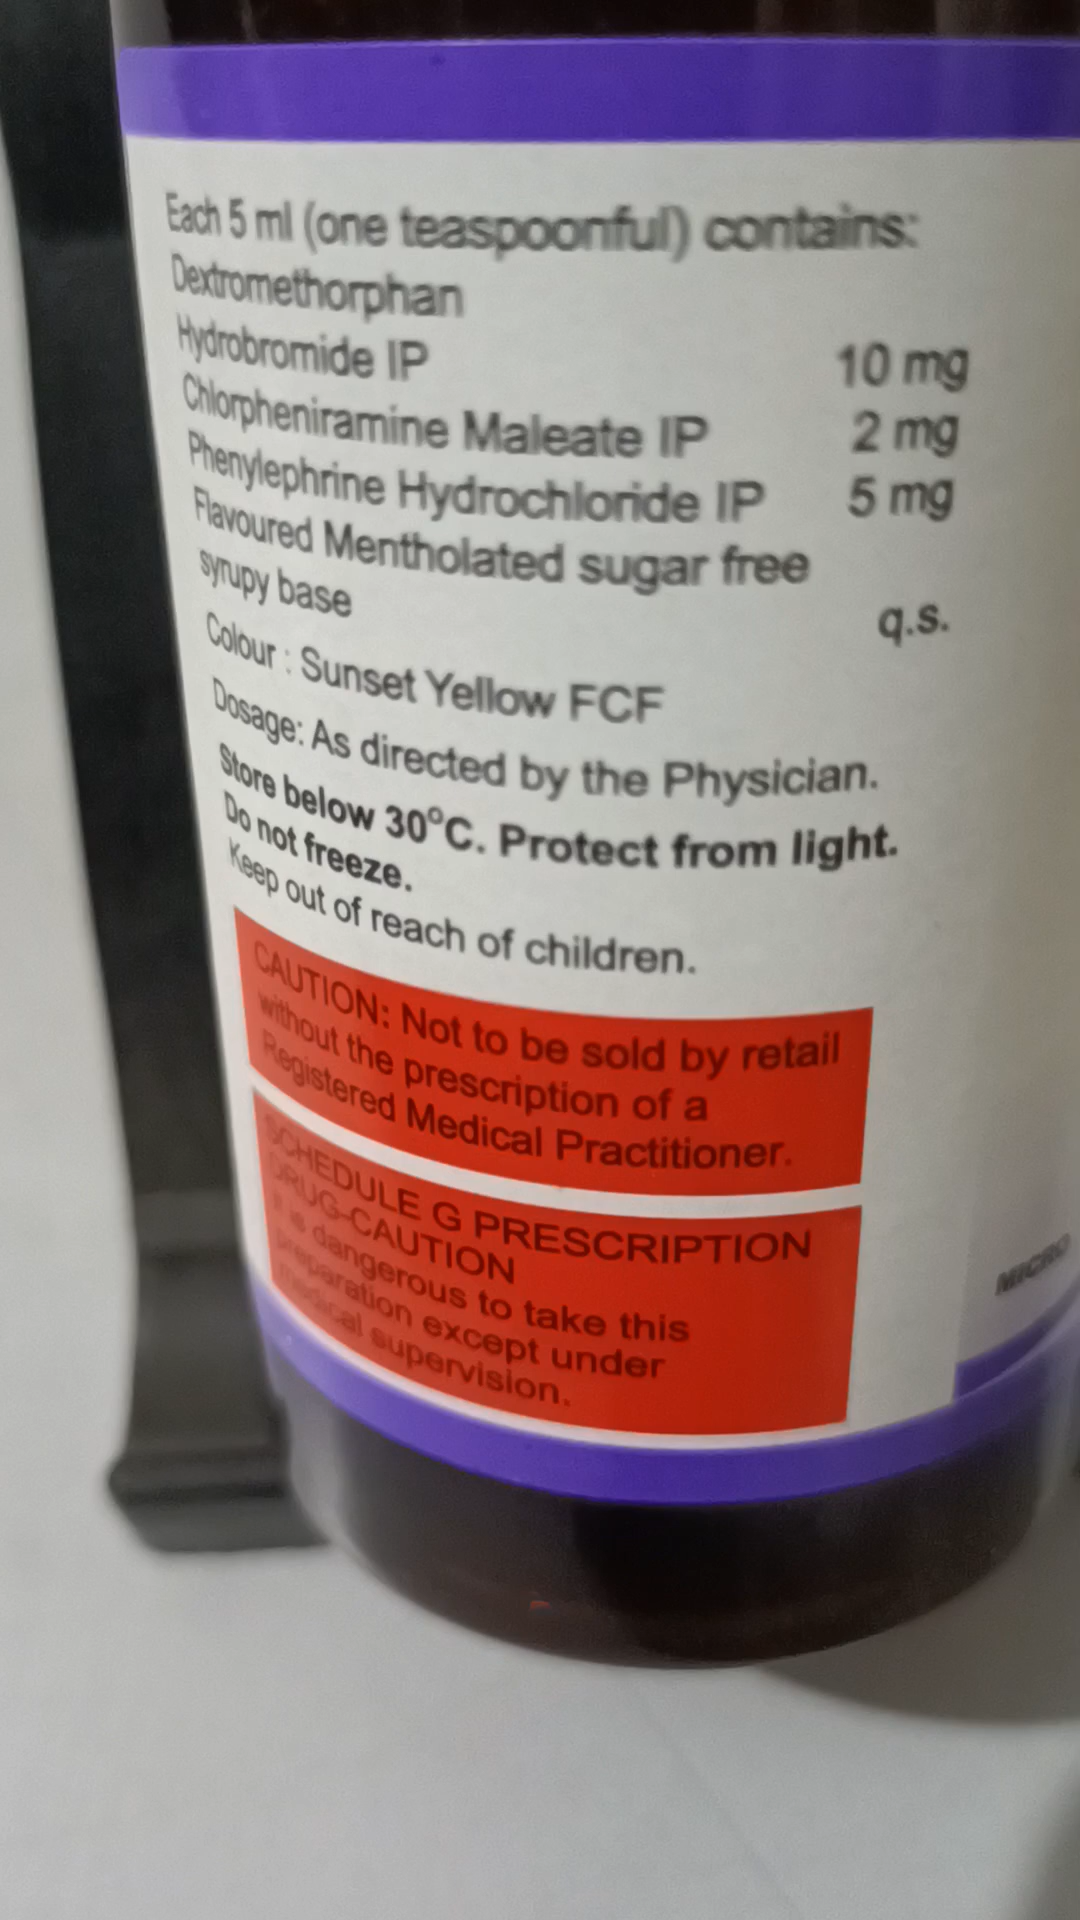 Each 5 ml (one teaspoonful) contains:
Dextromethorphan
Hydrobromide IP 10 mg
Chlorpheniramine Maleate IP 2 mg
Phenylephrine Hydrochloride IP 5 mg
Flavoured Mentholated sugar free
syrupy base q.s.
Colour : Sunset Yellow FCF
Dosage: As directed by the Physician.
Store below 30°C. Protect from light.
Do not freeze.
Keep out of reach of children.
CAUTION: Not to be sold by retail
without the prescription of a
Registered Medical Practitioner.
SCHEDULE G PRESCRIPTION
DRUG-CAUTION
It is dangerous to take this
preparation except under
medical supervision.
MICRO